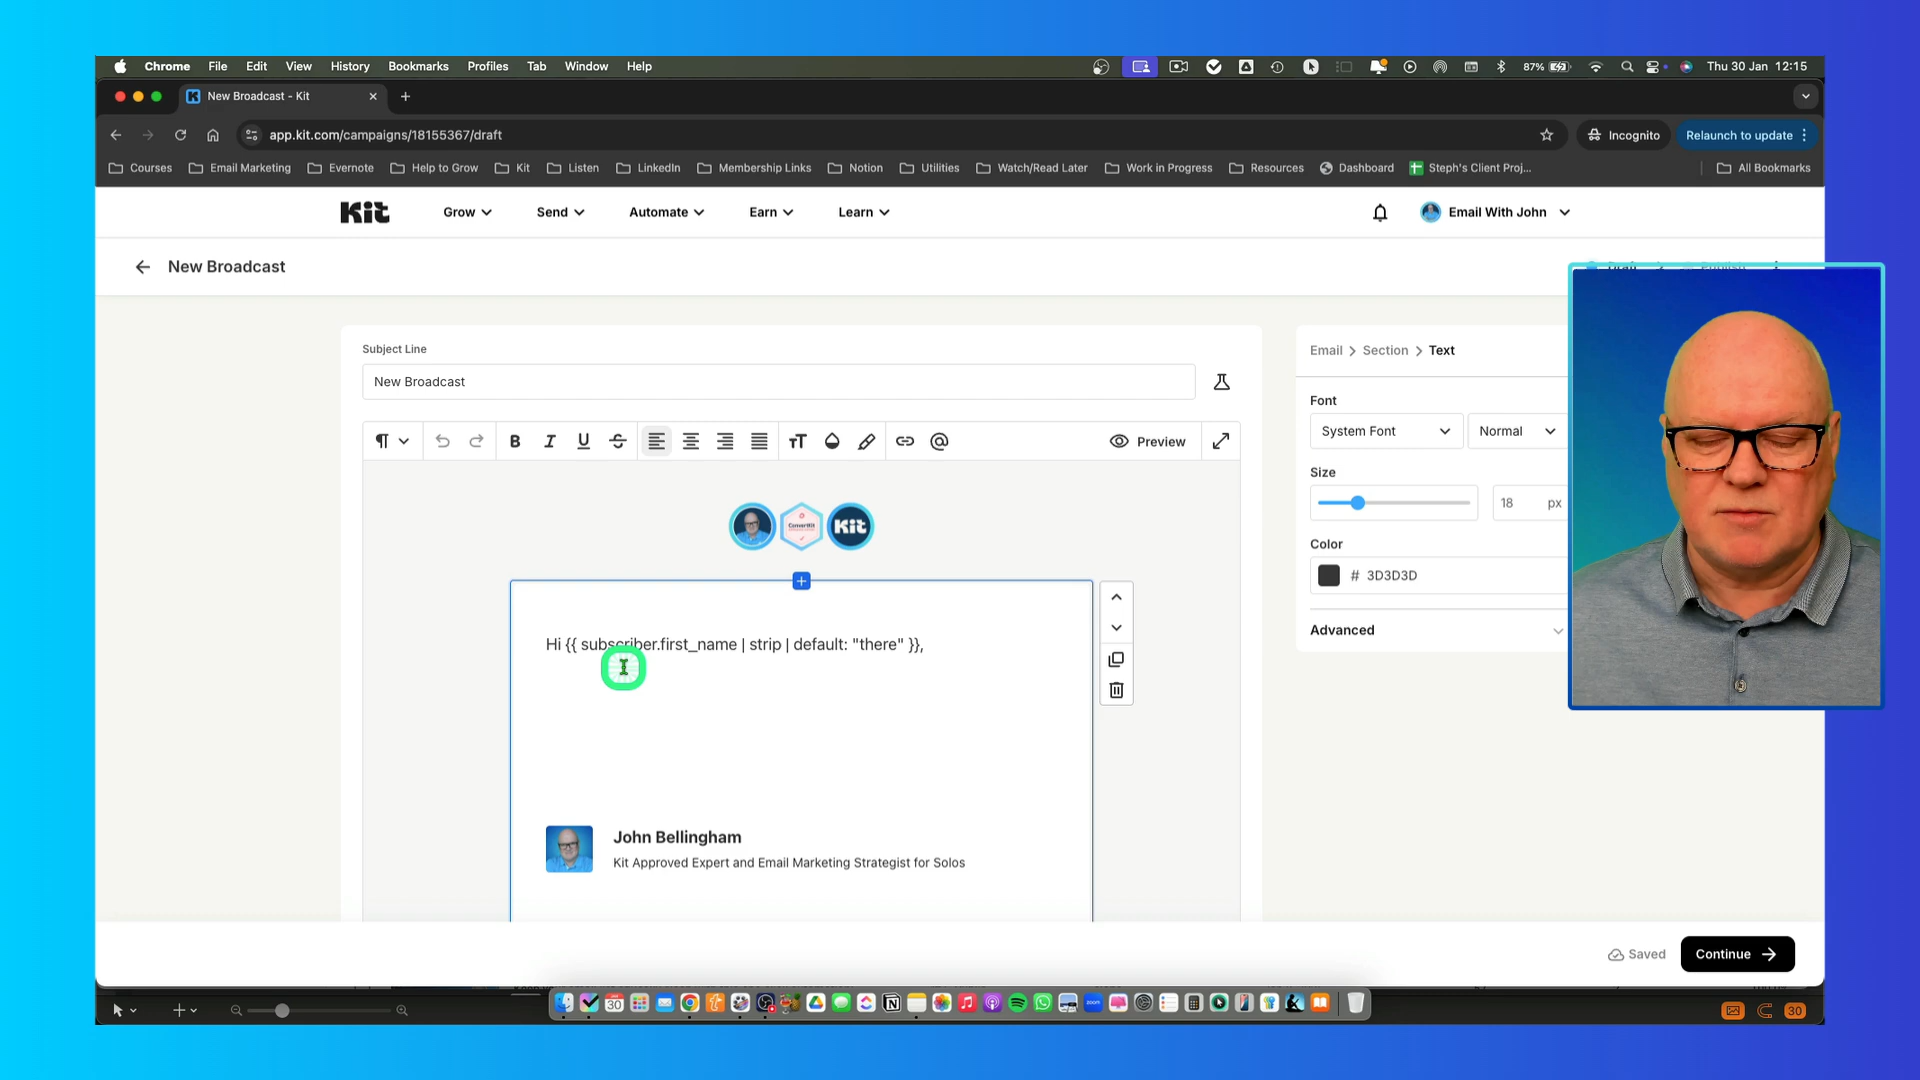 Chrome File Edit View History Bookmarks Profiles Tab Window Help 87% Thu 30 Jan 12:15
New Broadcast - Kit
app.kit.com/campaigns/18155367/draft Incognito Relaunch to update
Courses Email Marketing Evernote Help to Grow Kit Listen LinkedIn Membership Links Notion Utilities Watch/Read Later Work in Progress Resources Dashboard Steph's Client Proj... All Bookmarks
Kit Grow Send Automate Earn Learn Email With John
New Broadcast
Subject Line
New Broadcast
Email > Section > Text
Font
System Font Normal
Size
18 px
Color
# 3D3D3D
Advanced
B I U S Preview
ConvertKit Kit
Hi {{ subscriber.first_name | strip | default: "there" }},
John Bellingham
Kit Approved Expert and Email Marketing Strategist for Solos
Saved Continue
30
30